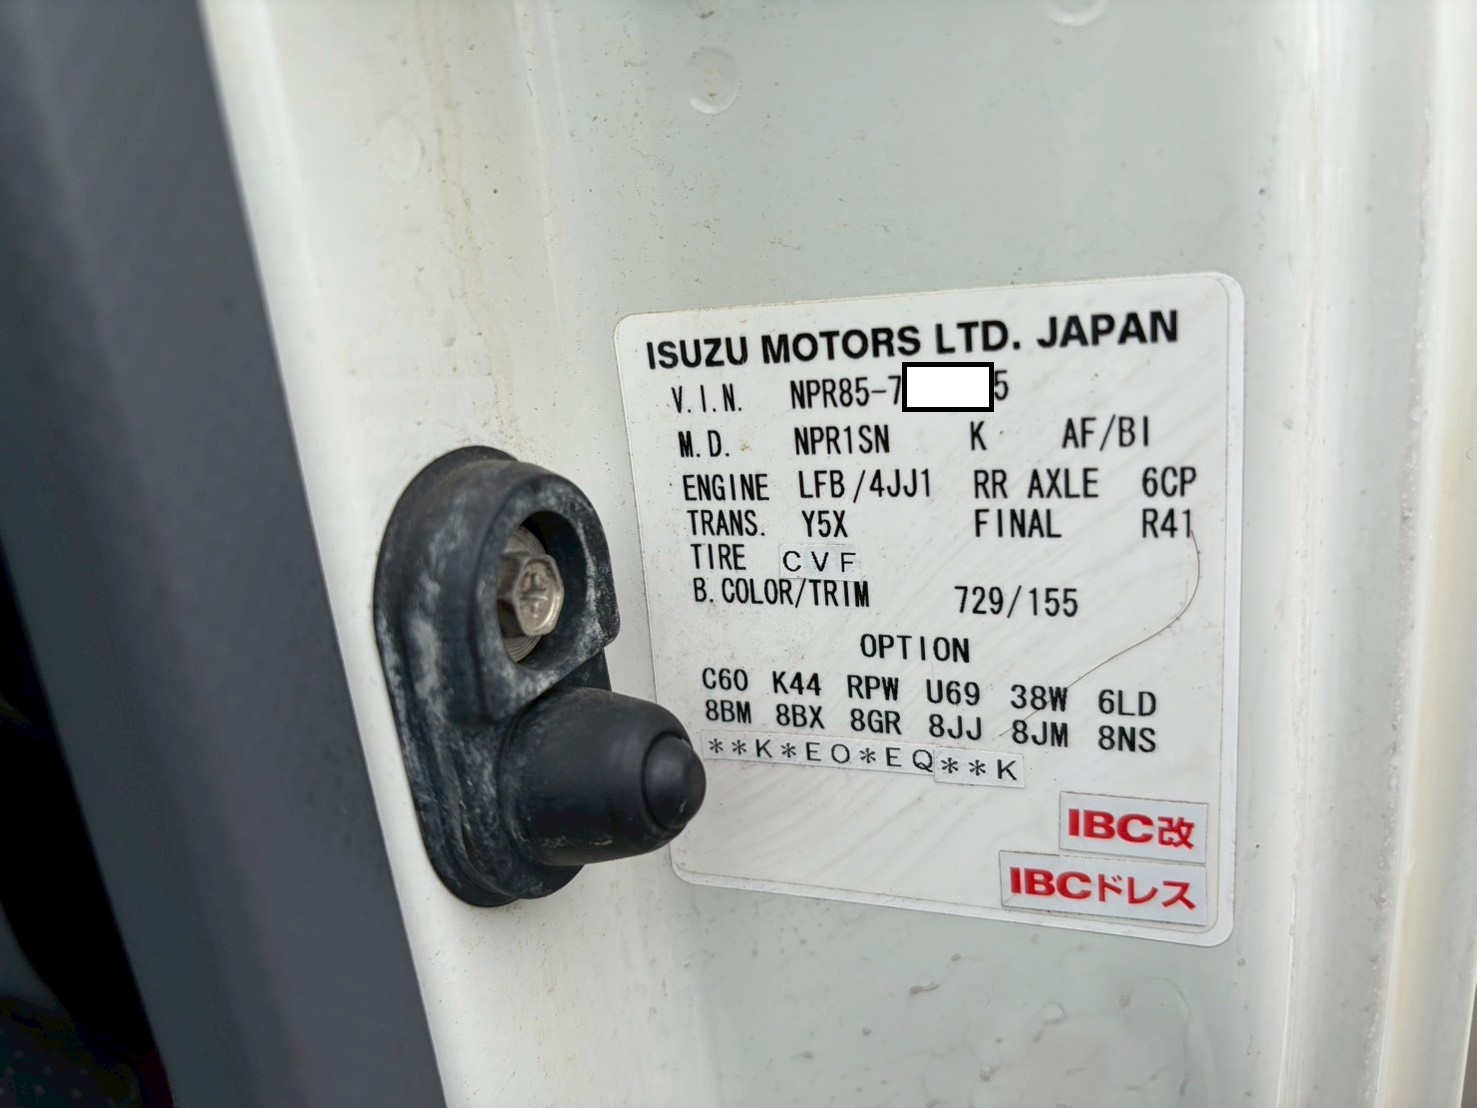 ISUZU MOTORS LTD. JAPAN
V.I.N. NPR85-7 5
M.D. NPR1SN K AF/BI
ENGINE LFB/4JJ1 RR AXLE 6CP
TRANS. Y5X FINAL R41
TIRE CVF
B.COLOR/TRIM 729/155
OPTION
C60 K44 RPW U69 38W 6LD
8BM 8BX 8GR 8JJ 8JM 8NS
**K*EO*EQ**K
IBC改
IBCドレス